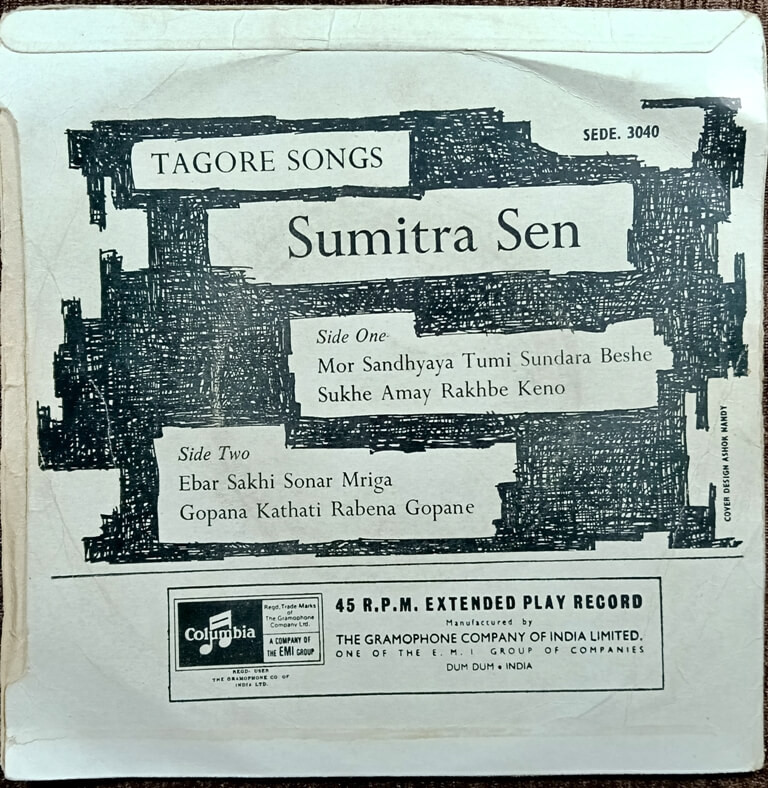 SEDE. 3040
TAGORE SONGS
Sumitra Sen
Side One
Mor Sandhyaya Tumi Sundara Beshe
Sukhe Amay Rakhbe Keno
Side Two
Ebar Sakhi Sonar Mriga
Gopana Kathati Rabena Gopane
COVER DESIGN ASHOK NANDY
Columbia
Regd. Trade Marks
of The Gramophone
Company Ltd.
A COMPANY OF
THE EMI GROUP
REGD. USER
THE GRAMOPHONE CO. OF
INDIA LTD.
45 R.P.M. EXTENDED PLAY RECORD
Manufactured by
THE GRAMOPHONE COMPANY OF INDIA LIMITED.
ONE OF THE E. M. I GROUP OF COMPANIES
DUM DUM • INDIA